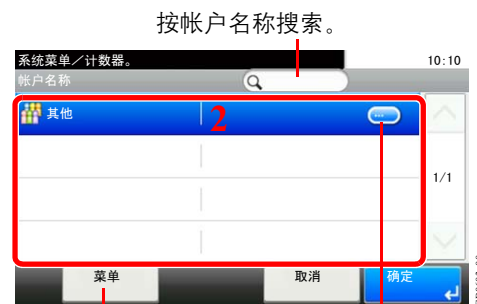 按帐户名称搜索。
系统菜单／计数器。 10:10
帐户名称
其他 2
1/1
菜单 取消 确定